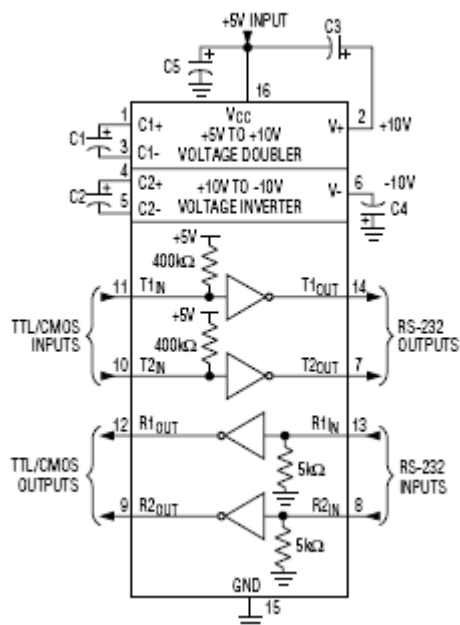 +5V INPUT
C3
+
C5
+
16
1
C1+
VCC
V+
2
+10V
C1
+
+5V TO +10V
3
C1-
VOLTAGE DOUBLER
4
C2+
+10V TO -10V
V-
6
-10V
C2
+
5
C2-
VOLTAGE INVERTER
C4
+
+5V
400kΩ
11
T1IN
T1OUT
14
+5V
TTL/CMOS
INPUTS
400kΩ
RS-232
OUTPUTS
10
T2IN
T2OUT
7
12
R1OUT
R1IN
13
TTL/CMOS
OUTPUTS
5kΩ
RS-232
INPUTS
9
R2OUT
R2IN
8
5kΩ
GND
15